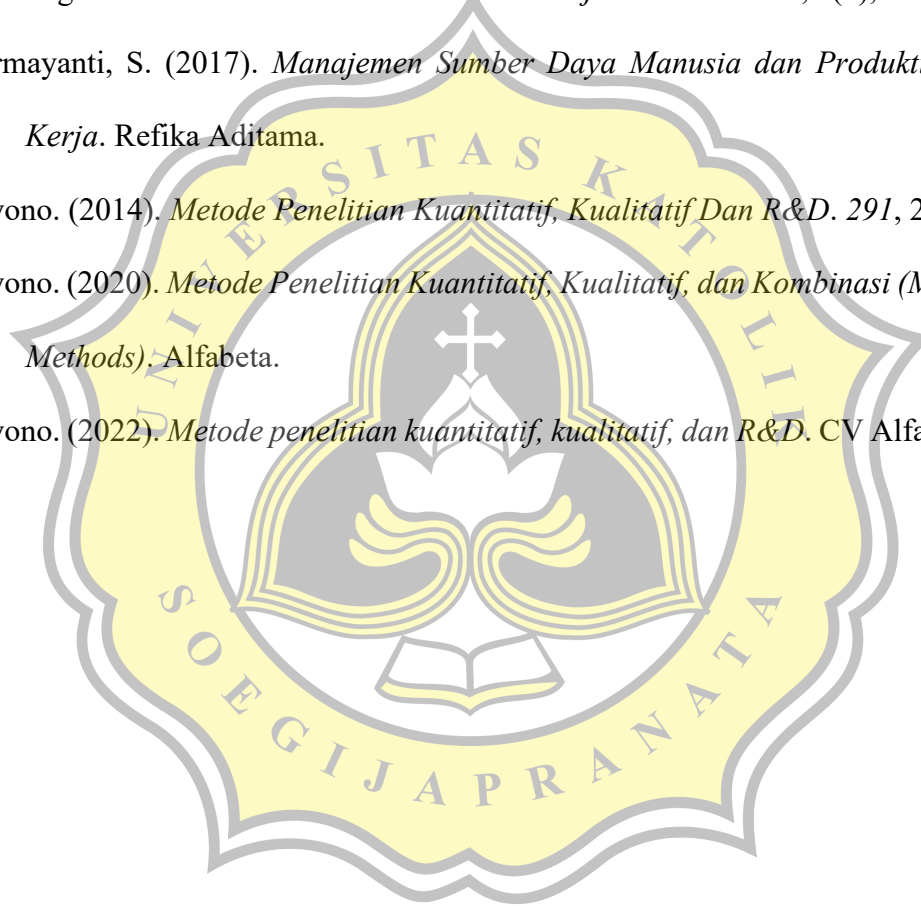 rmayanti, S. (2017). Manajemen Sumber Daya Manusia dan Produkti
Kerja. Refika Aditama.
yono. (2014). Metode Penelitian Kuantitatif, Kualitatif Dan R&D. 291, 2
yono. (2020). Metode Penelitian Kuantitatif, Kualitatif, dan Kombinasi (M
Methods). Alfabeta.
yono. (2022). Metode penelitian kuantitatif, kualitatif, dan R&D. CV Alfa
UNIVERSITAS KATOLIK
SOEGIJAPRANATA